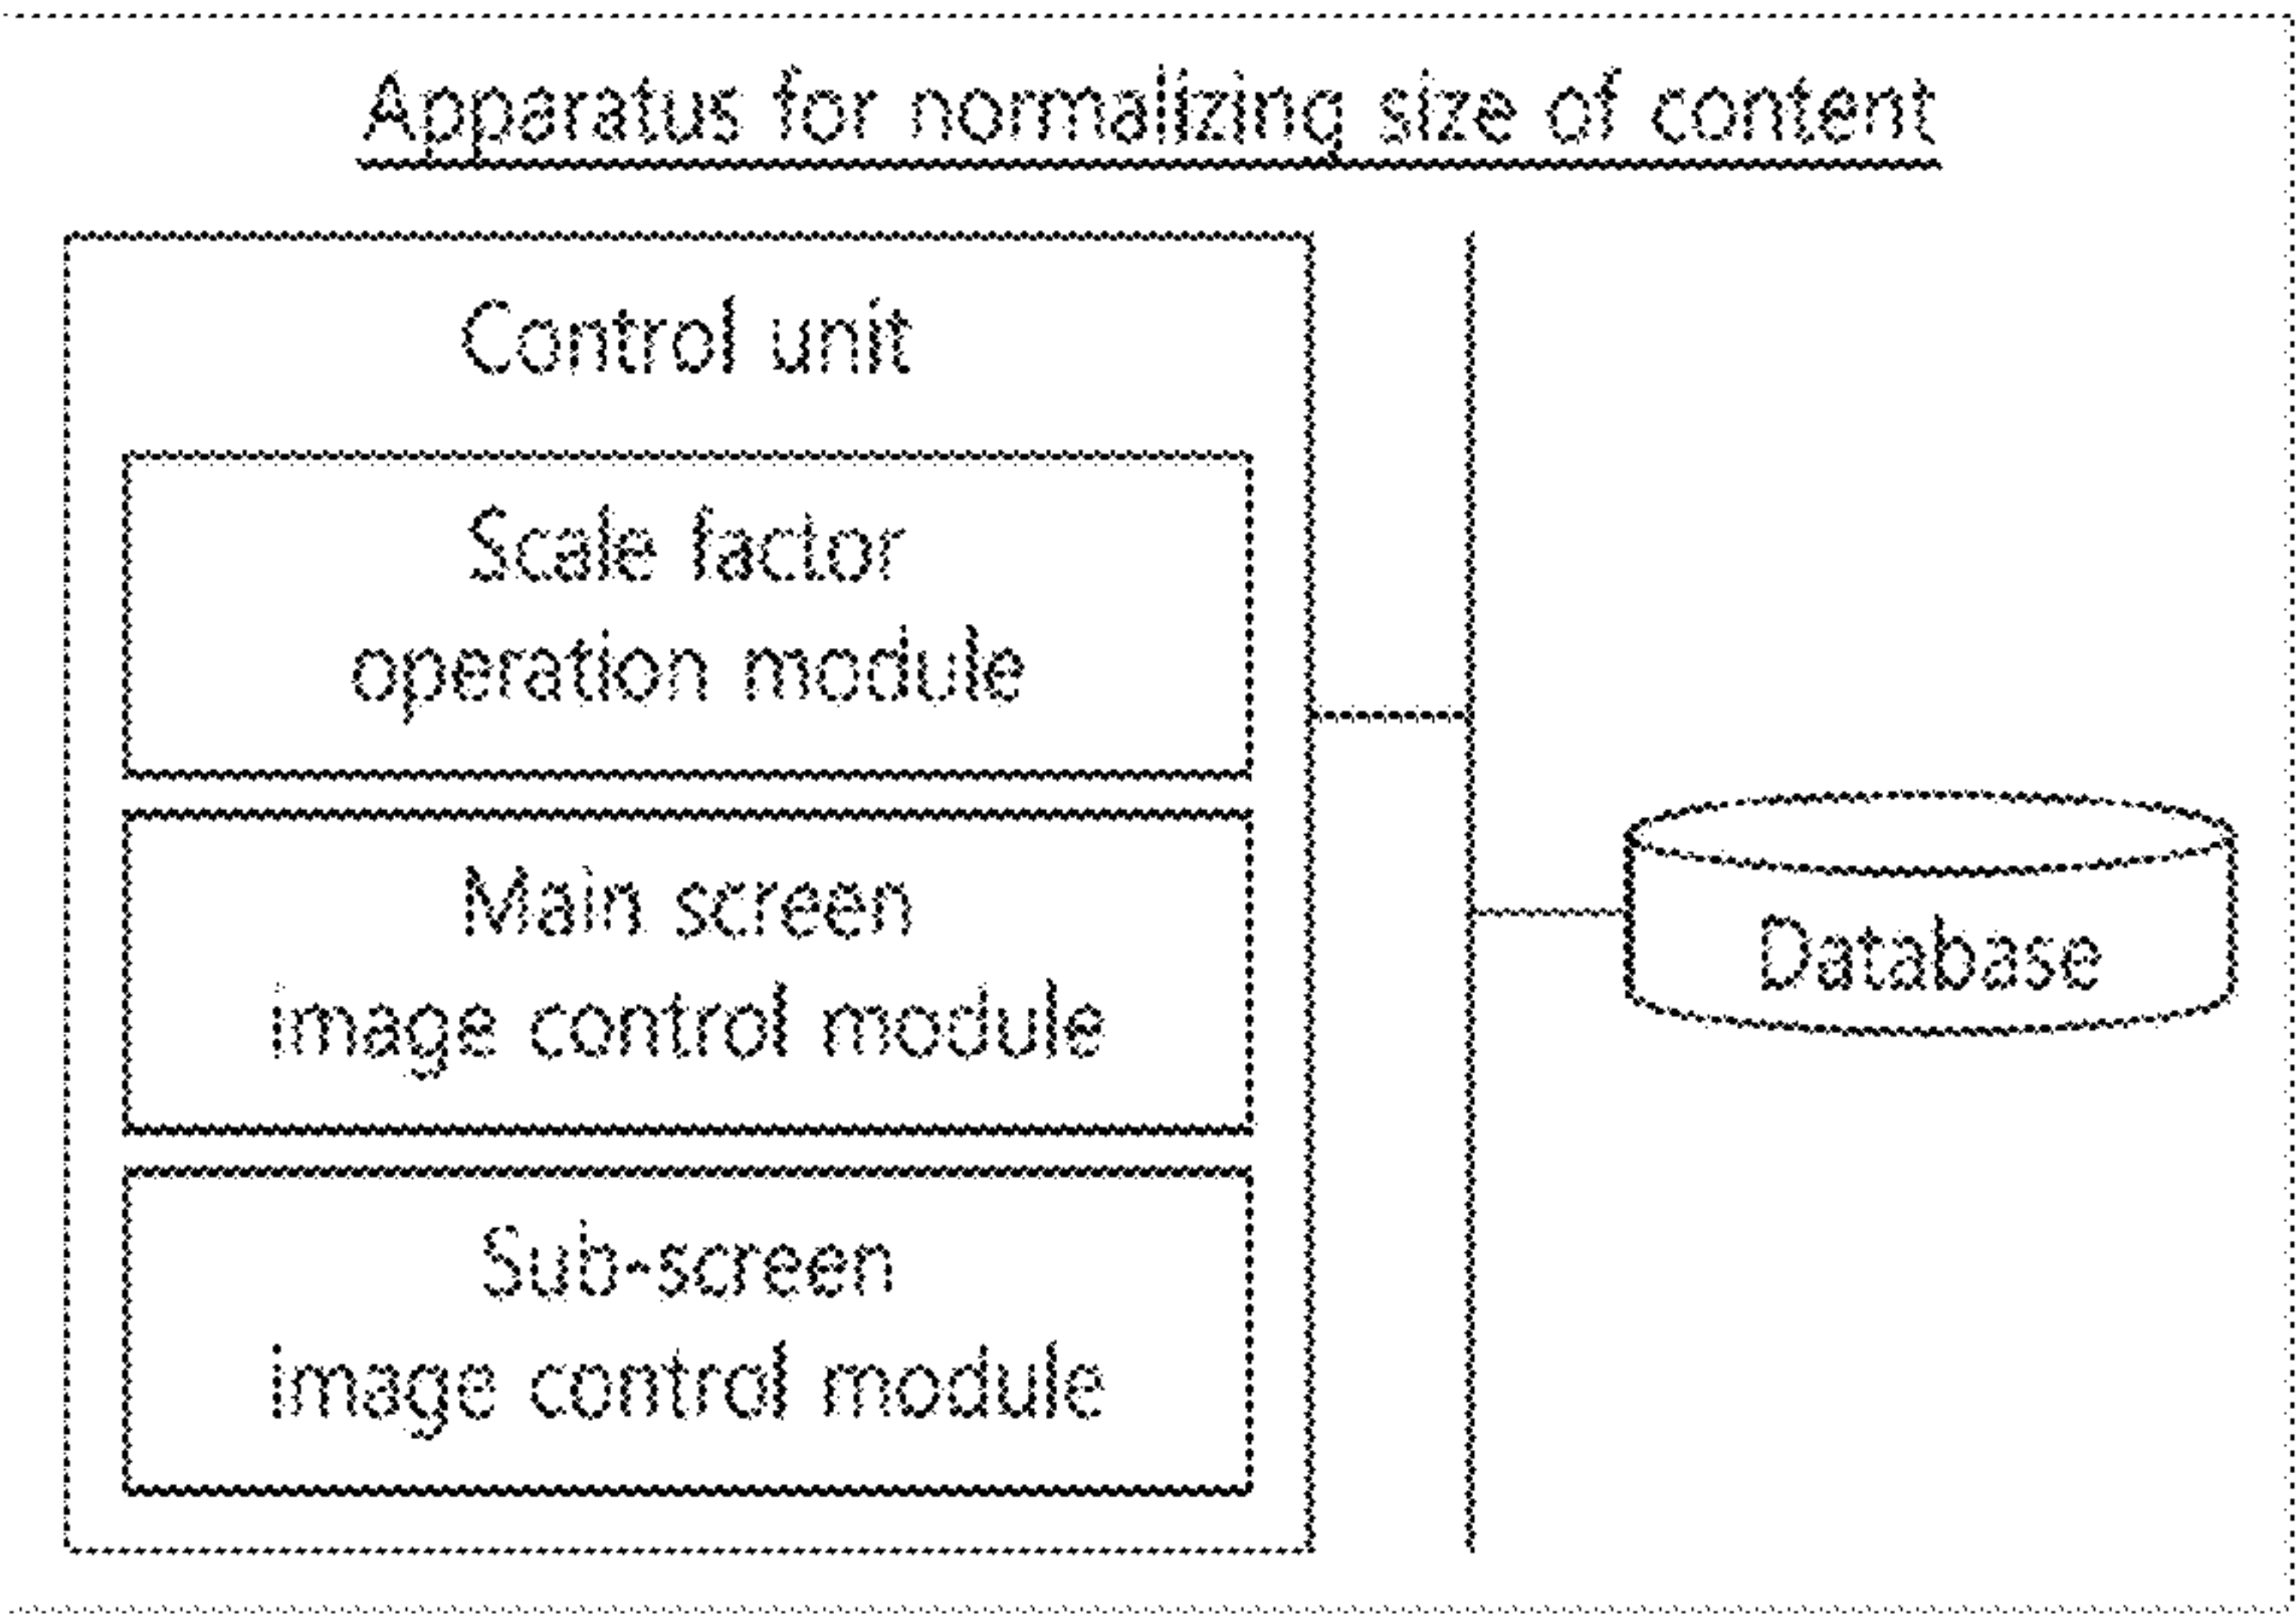 Apparatus for normalizing size of content
Control unit
Scale factor
operation module
Main screen
image control module
Sub-screen
image control module
Database